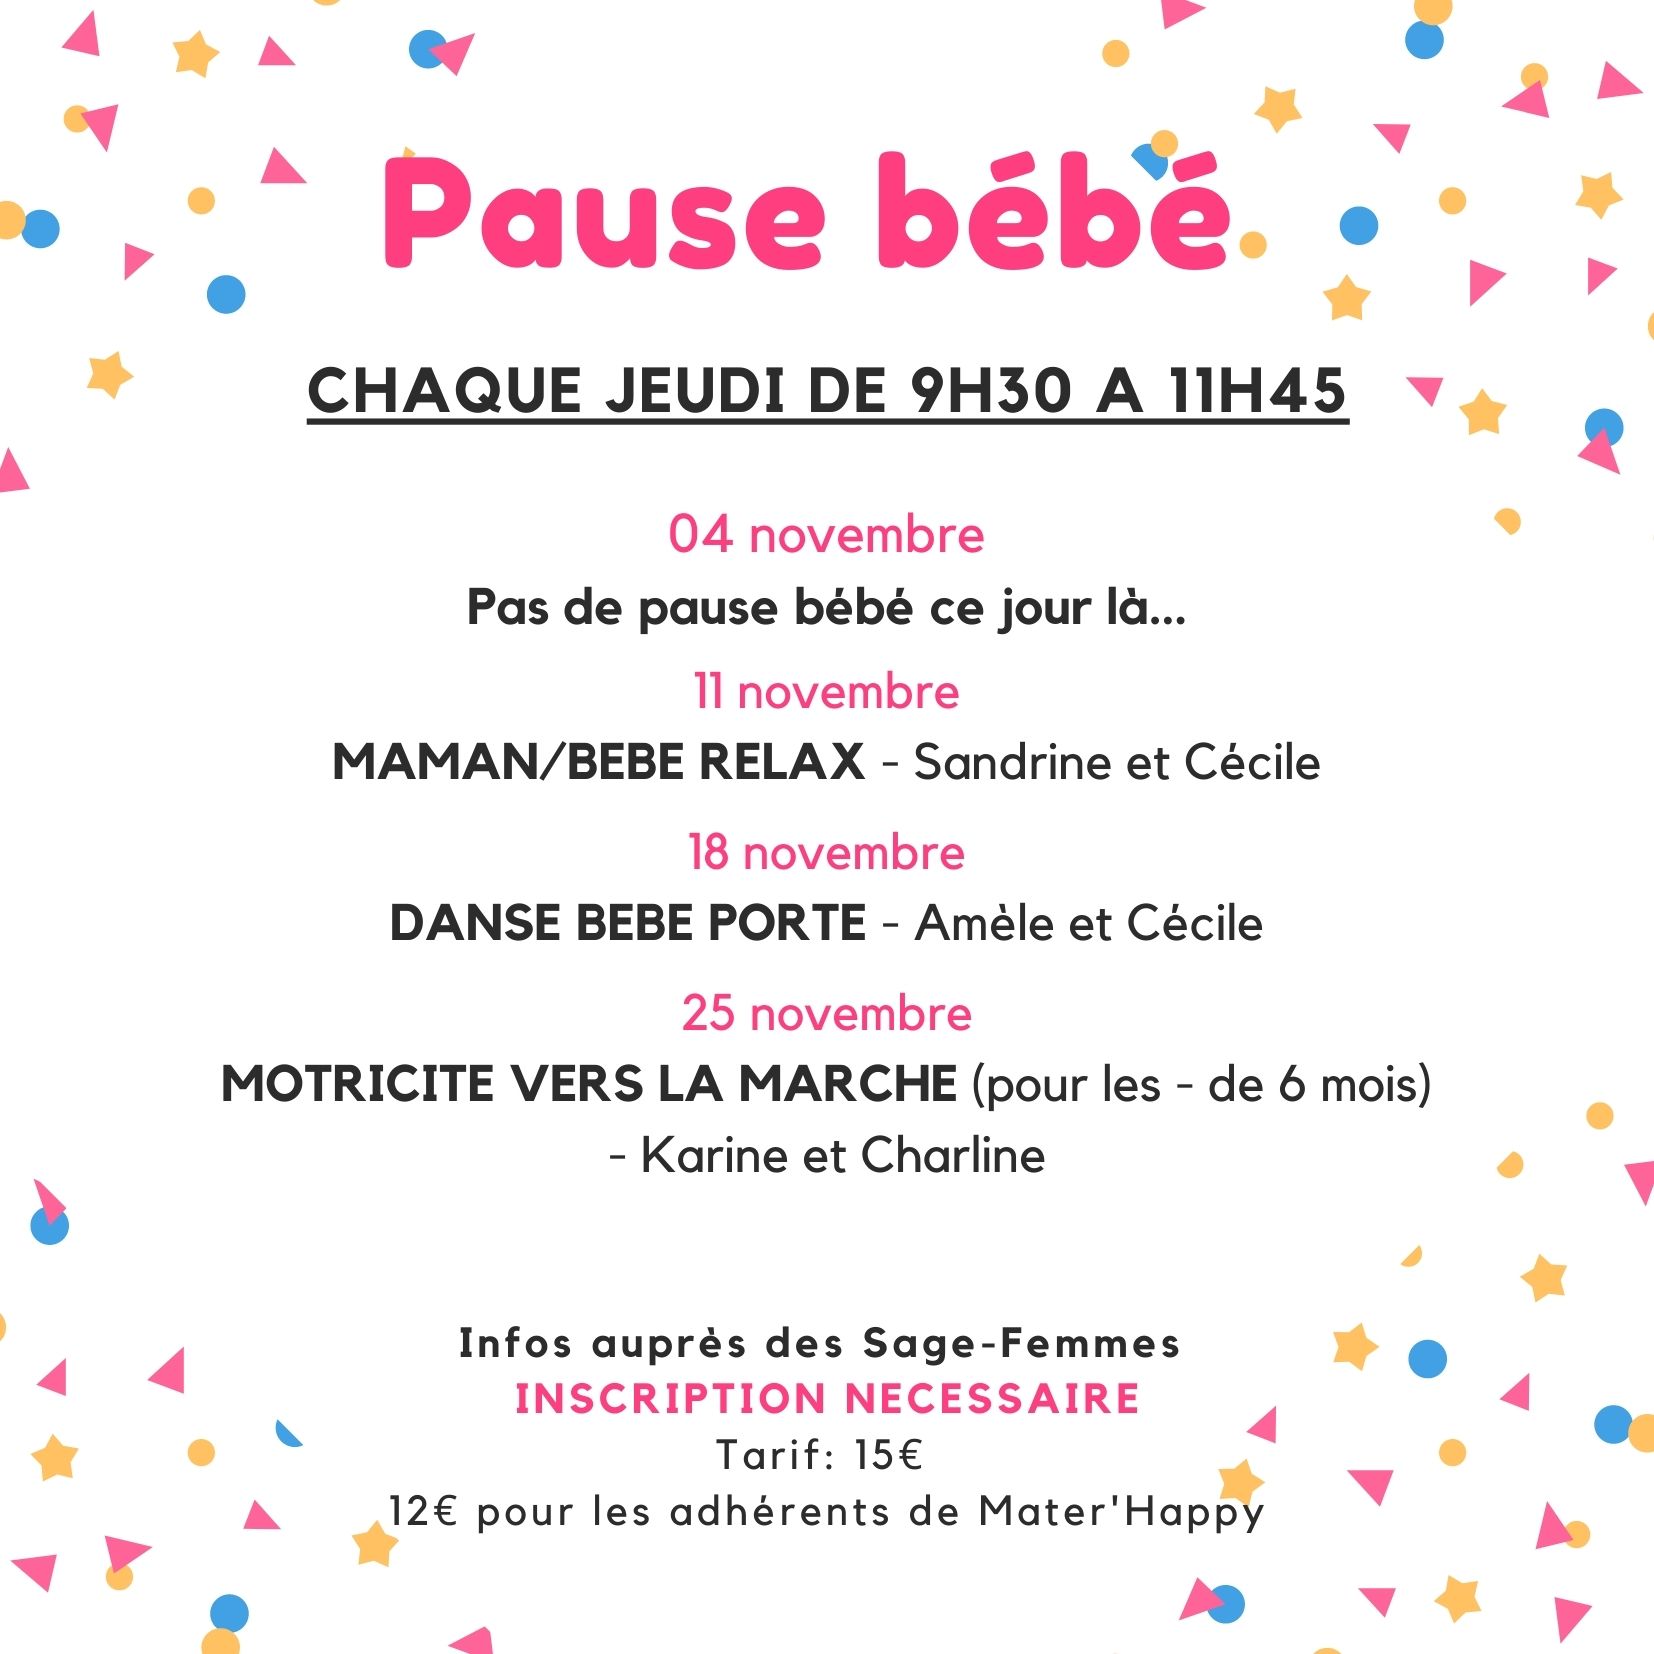 Pause bébé
CHAQUE JEUDI DE 9H30 A 11H45
04 novembre
Pas de pause bébé ce jour là...
11 novembre
MAMAN/BEBE RELAX - Sandrine et Cécile
18 novembre
DANSE BEBE PORTE - Amèle et Cécile
25 novembre
MOTRICITE VERS LA MARCHE (pour les - de 6 mois)
- Karine et Charline
Infos auprès des Sage-Femmes
INSCRIPTION NECESSAIRE
Tarif: 15€
12€ pour les adhérents de Mater'Happy